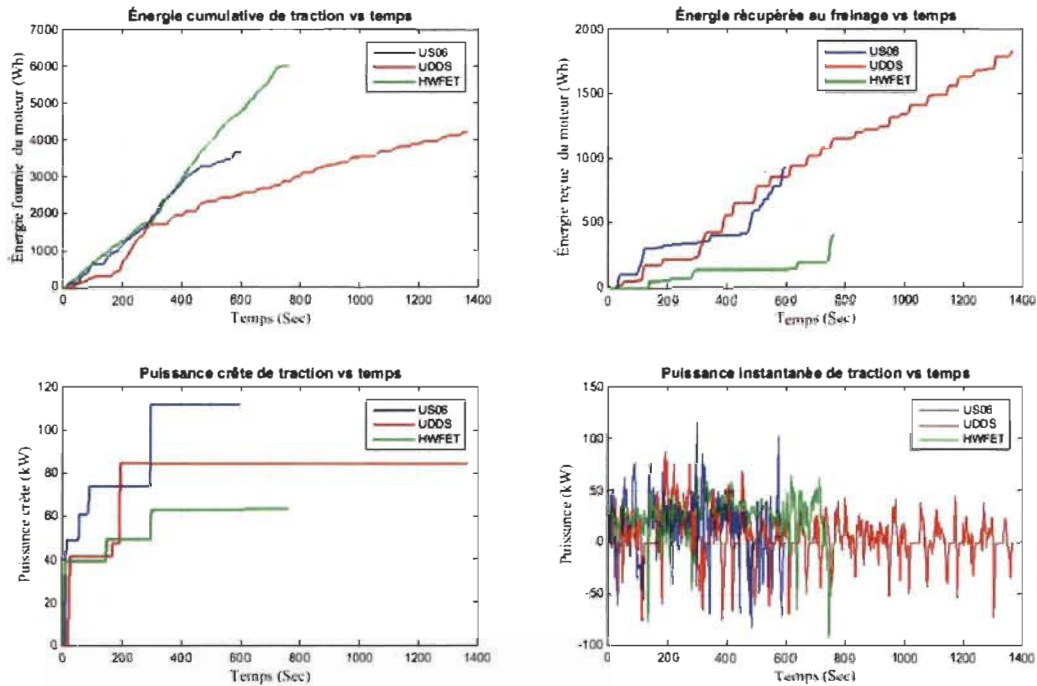 Énergie cumulative de traction vs temps
Énergie fournie du moteur (Wh)
7000
6000
5000
4000
3000
2000
1000
0
US06
UDDS
HWFET
0 200 400 600 800 1000 1200 1400
Temps (Sec)
Énergie récupérée au freinage vs temps
Énergie reçue du moteur (Wh)
2000
1500
1000
500
0
US06
UDDS
HWFET
0 200 400 600 800 1000 1200 1400
Temps (Sec)
Puissance crête de traction vs temps
Puissance crête (kW)
120
100
80
60
40
20
0
US06
UDDS
HWFET
0 200 400 600 800 1000 1200 1400
Temps (Sec)
Puissance instantanée de traction vs temps
Puissance (kW)
150
100
50
0
-50
-100
US06
UDDS
HWFET
0 200 400 600 800 1000 1200 1400
Temps (Sec)